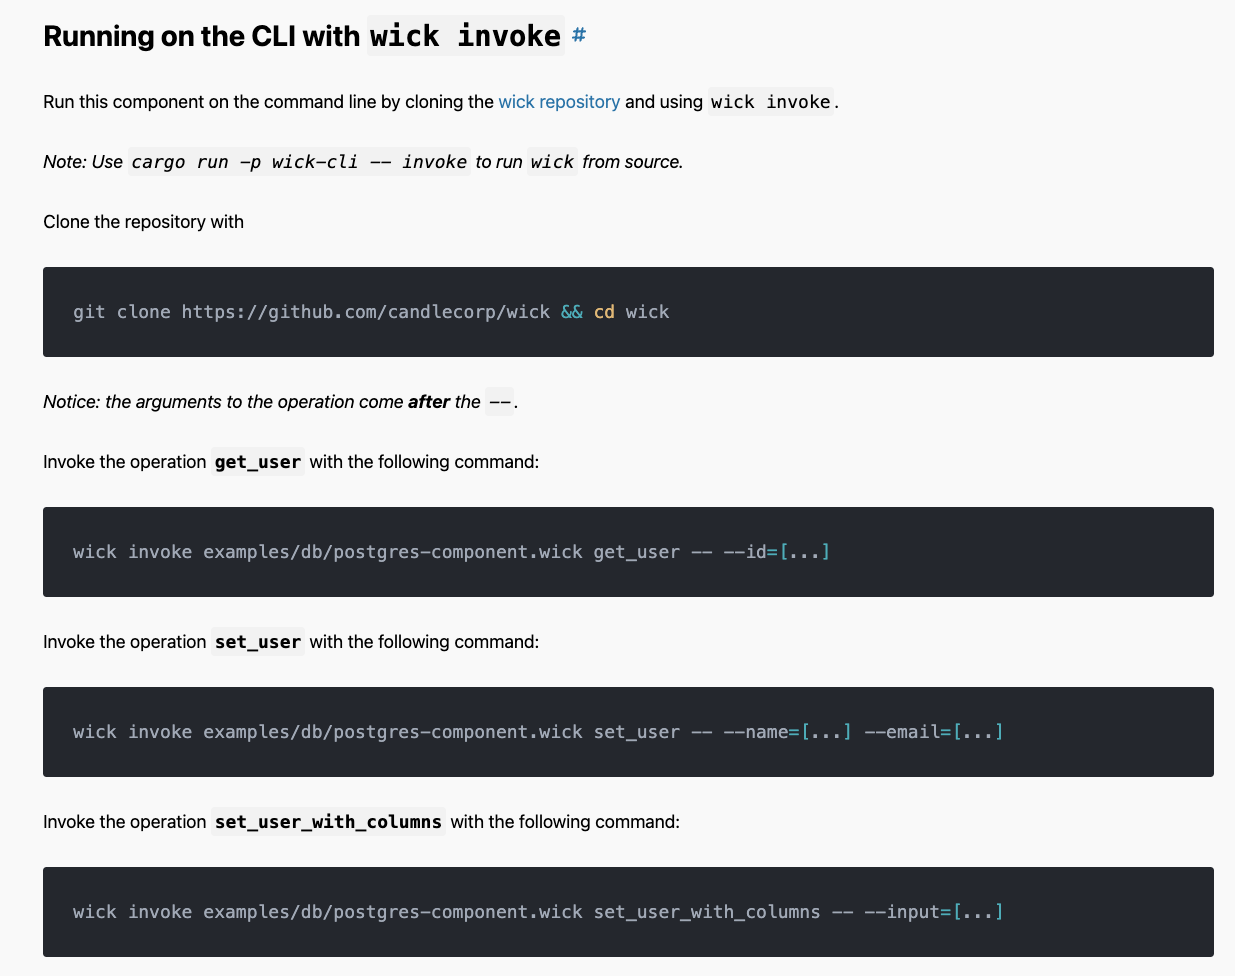 Running on the CLI with wick invoke #
Run this component on the command line by cloning the wick repository and using wick invoke.
Note: Use cargo run -p wick-cli -- invoke to run wick from source.
Clone the repository with
git clone https://github.com/candlecorp/wick && cd wick
Notice: the arguments to the operation come after the --.
Invoke the operation get_user with the following command:
wick invoke examples/db/postgres-component.wick get_user -- --id=[...]
Invoke the operation set_user with the following command:
wick invoke examples/db/postgres-component.wick set_user -- --name=[...] --email=[...]
Invoke the operation set_user_with_columns with the following command:
wick invoke examples/db/postgres-component.wick set_user_with_columns -- --input=[...]